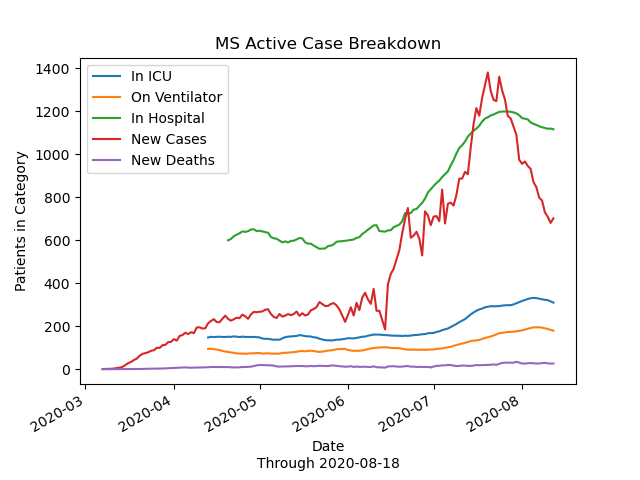 MS Active Case Breakdown
In ICU
On Ventilator
In Hospital
New Cases
New Deaths
Patients in Category
1400
1200
1000
800
600
400
200
0
2020-03
2020-04
2020-05
2020-06
2020-07
2020-08
Date
Through 2020-08-18